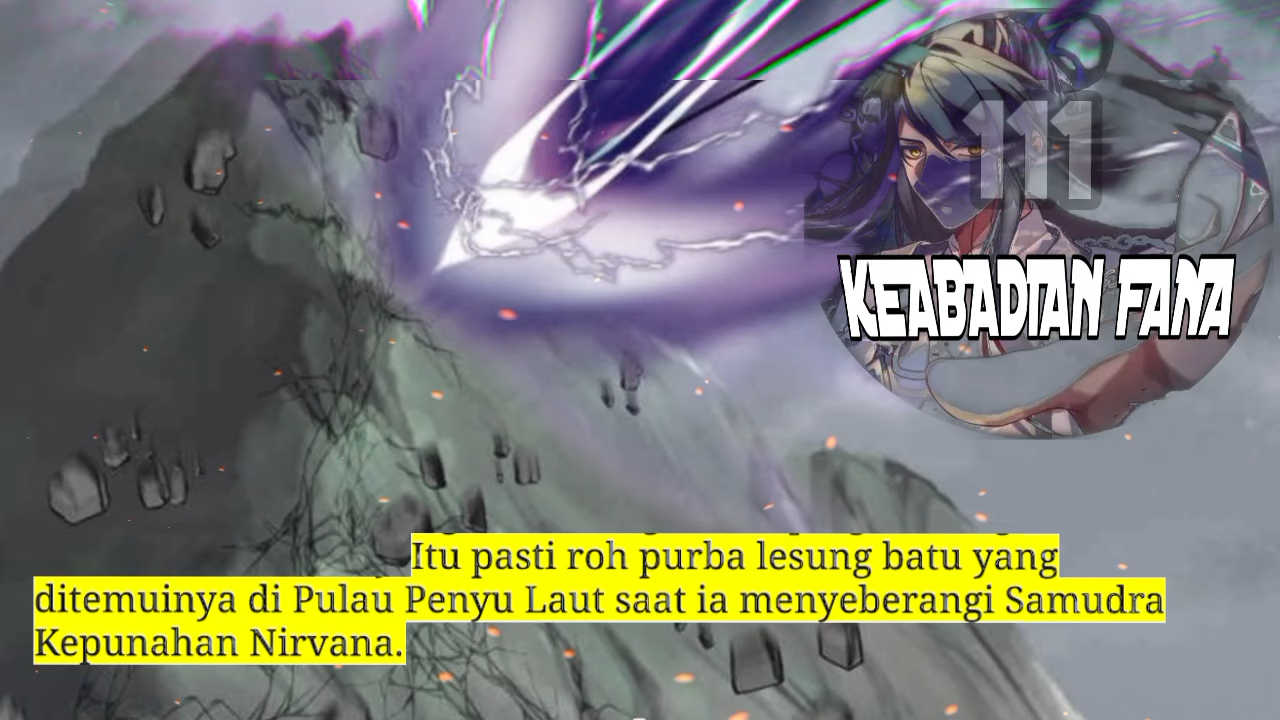 111
KEABADIAN FANA
Itu pasti roh purba lesung batu yang
ditemuinya di Pulau Penyu Laut saat ia menyeberangi Samudra
Kepunahan Nirvana.